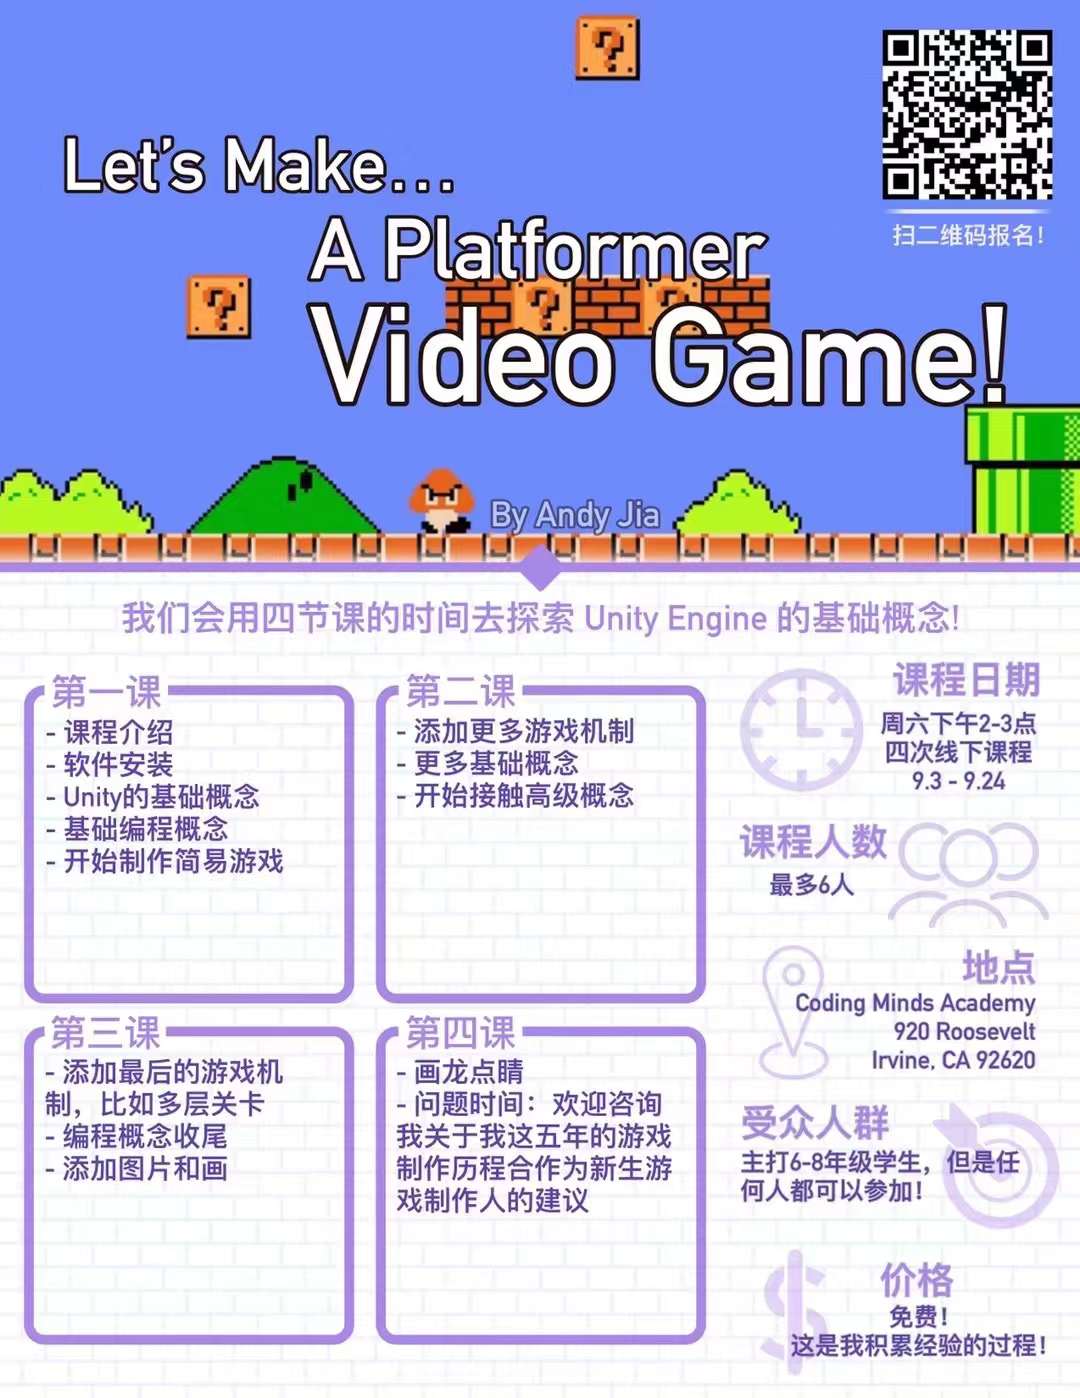 扫二维码报名!
Let's Make...
A Platformer
Video Game!
By Andy Jia
我们会用四节课的时间去探索 Unity Engine 的基础概念!
第一课
- 课程介绍
- 软件安装
- Unity的基础概念
- 基础编程概念
- 开始制作简易游戏
第二课
- 添加更多游戏机制
- 更多基础概念
- 开始接触高级概念
第三课
- 添加最后的游戏机
制，比如多层关卡
- 编程概念收尾
- 添加图片和画
第四课
- 画龙点睛
- 问题时间：欢迎咨询
我关于我这五年的游戏
制作历程合作为新生游
戏制作人的建议
课程日期
周六下午2-3点
四次线下课程
9.3 - 9.24
课程人数
最多6人
地点
Coding Minds Academy
920 Roosevelt
Irvine, CA 92620
受众人群
主打6-8年级学生，但是任
何人都可以参加!
价格
免费!
这是我积累经验的过程!